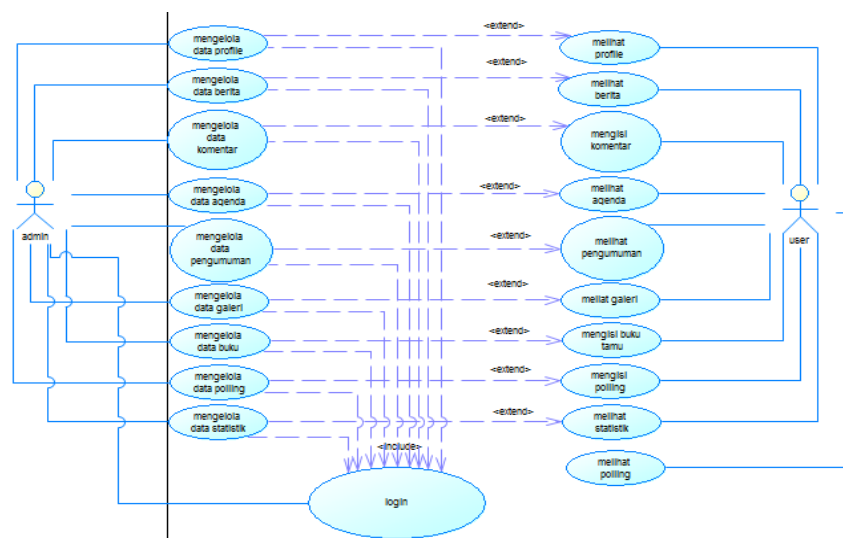 mengelola
data profile
<extend>
melihat
profile
mengelola
data berita
<extend>
melihat
berita
mengelola
data
komentar
<extend>
mengisi
komentar
mengelola
data agenda
<extend>
melihat
agenda
admin
user
mengelola
data
pengumuman
<extend>
melihat
pengumuman
mengelola
data galeri
<extend>
meliat galeri
mengelola
data buku
<extend>
mengisi buku
tamu
mengelola
data polling
<extend>
mengisi
polling
mengelola
data statistik
<extend>
melihat
statistik
<include>
login
melihat
polling